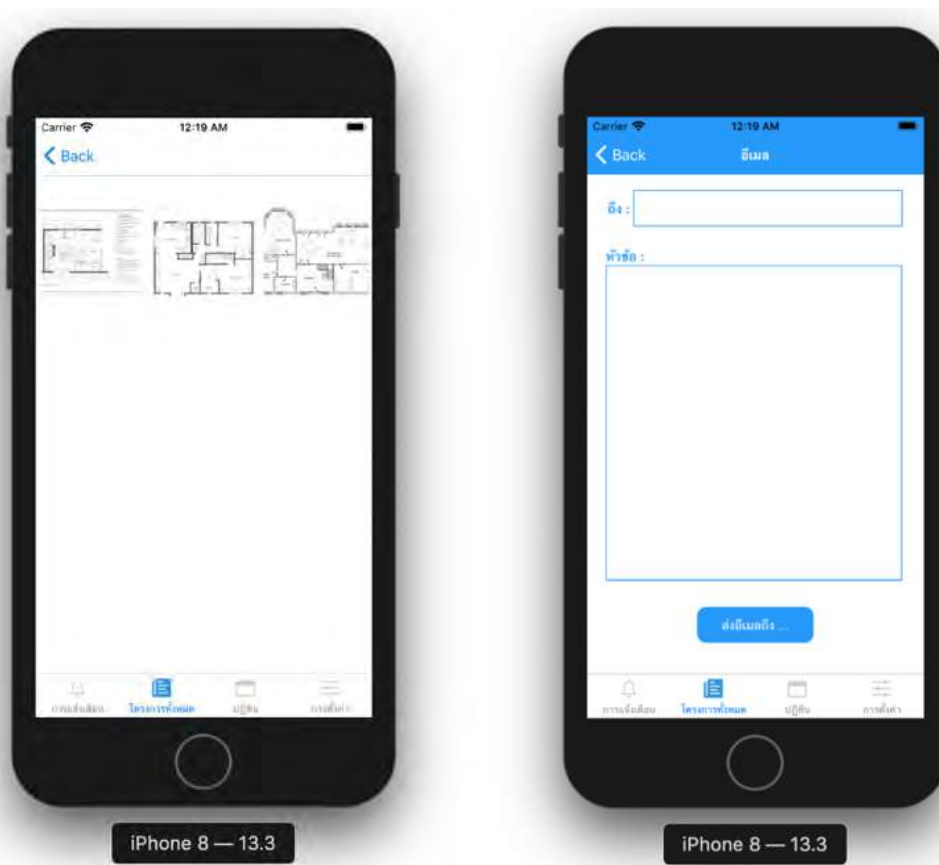 Carrier 12:19 AM
Back
การแจ้งเตือน โครงการทั้งหมด ปฏิทิน การตั้งค่า
iPhone 8 — 13.3
Carrier 12:19 AM
Back อีเมล
ถึง :
หัวข้อ :
ส่งอีเมลถึง ...
การแจ้งเตือน โครงการทั้งหมด ปฏิทิน การตั้งค่า
iPhone 8 — 13.3